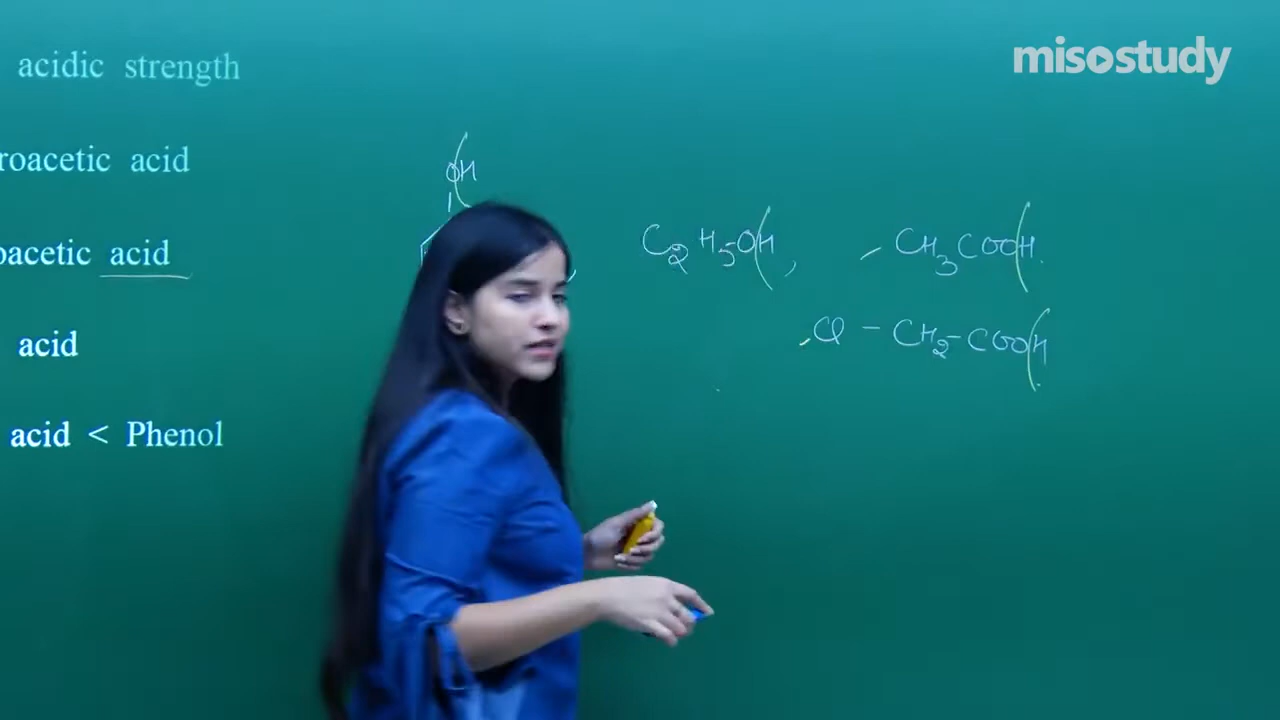 misostudy
acidic strength
roacetic acid
oacetic acid
acid
acid < Phenol
OH
C2H5OH, - CH3COOH.
Cl - CH2-COOH